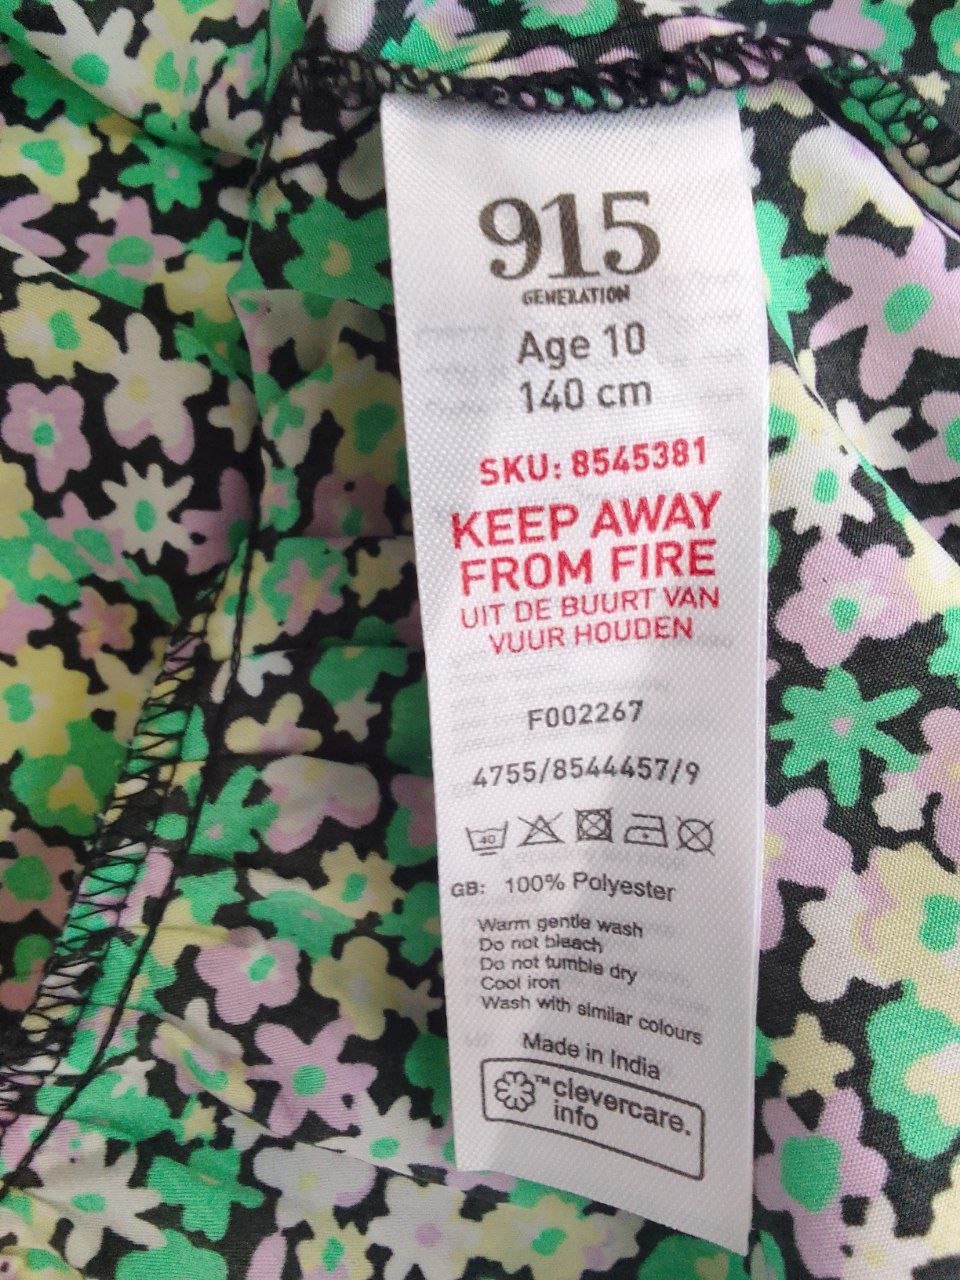 915
GENERATION
Age 10
140 cm
SKU: 8545381
KEEP AWAY
FROM FIRE
UIT DE BUURT VAN
VUUR HOUDEN
F002267
4755/8544457/9
40
GB: 100% Polyester
Warm gentle wash
Do not bleach
Do not tumble dry
Cool iron
Wash with similar colours
Made in India
™clevercare.
info